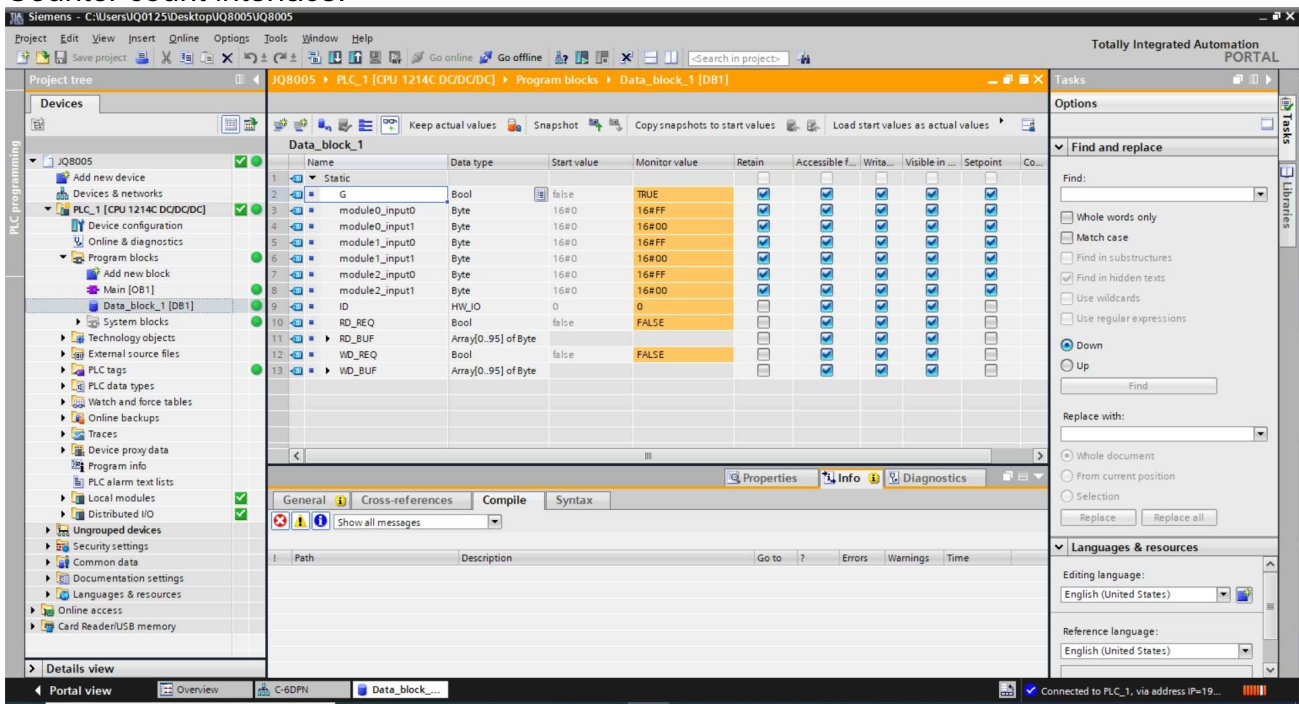 Counter count interface:
Siemens - C:\Users\JQ0125\Desktop\JQ8005\JQ8005
Project Edit View Insert Online Options Tools Window Help
Totally Integrated Automation
PORTAL
Save project Go online Go offline <Search in project>
Project tree
JQ8005 PLC_1 [CPU 1214C DC/DC/DC] Program blocks Data_block_1 [DB1]
Tasks
Devices
Options
Keep actual values Snapshot Copy snapshots to start values Load start values as actual values
Data_block_1
Name Data type Start value Monitor value Retain Accessible f... Writa... Visible in ... Setpoint Co...
1 Static
2 G Bool false TRUE
3 module0_input0 Byte 16#0 16#FF
4 module0_input1 Byte 16#0 16#00
5 module1_input0 Byte 16#0 16#FF
6 module1_input1 Byte 16#0 16#00
7 module2_input0 Byte 16#0 16#FF
8 module2_input1 Byte 16#0 16#00
9 ID HW_IO 0 0
10 RD_REQ Bool false FALSE
11 RD_BUF Array[0..95] of Byte
12 WD_REQ Bool false FALSE
13 WD_BUF Array[0..95] of Byte
PLC programming
JQ8005
Add new device
Devices & networks
PLC_1 [CPU 1214C DC/DC/DC]
Device configuration
Online & diagnostics
Program blocks
Add new block
Main [OB1]
Data_block_1 [DB1]
System blocks
Technology objects
External source files
PLC tags
PLC data types
Watch and force tables
Online backups
Traces
Device proxy data
Program info
PLC alarm text lists
Local modules
Distributed I/O
Ungrouped devices
Security settings
Common data
Documentation settings
Languages & resources
Online access
Card Reader/USB memory
Details view
Properties Info Diagnostics
General Cross-references Compile Syntax
Show all messages
! Path Description Go to ? Errors Warnings Time
Find and replace
Find:
Whole words only
Match case
Find in substructures
Find in hidden texts
Use wildcards
Use regular expressions
Down
Up
Find
Replace with:
Whole document
From current position
Selection
Replace Replace all
Languages & resources
Editing language:
English (United States)
Reference language:
English (United States)
Tasks
Libraries
Portal view Overview C-6DPN Data_block_... Connected to PLC_1, via address IP=19...